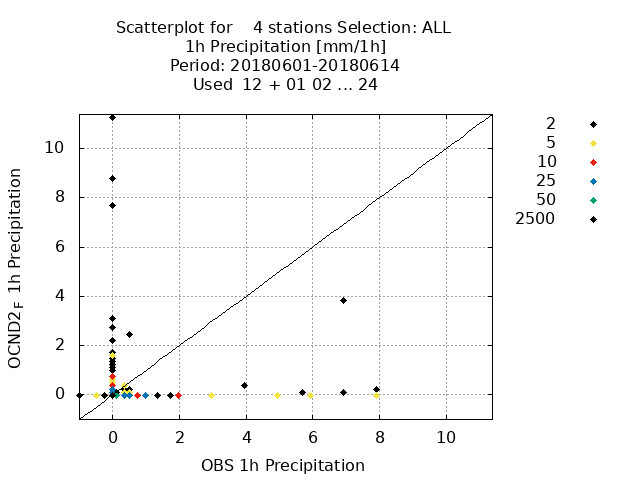 Scatterplot for 4 stations Selection: ALL
1h Precipitation [mm/1h]
Period: 20180601-20180614
Used 12 + 01 02 ... 24
2
5
10
25
50
2500
10
8
6
4
2
0
OCND2_F 1h Precipitation
0 2 4 6 8 10
OBS 1h Precipitation